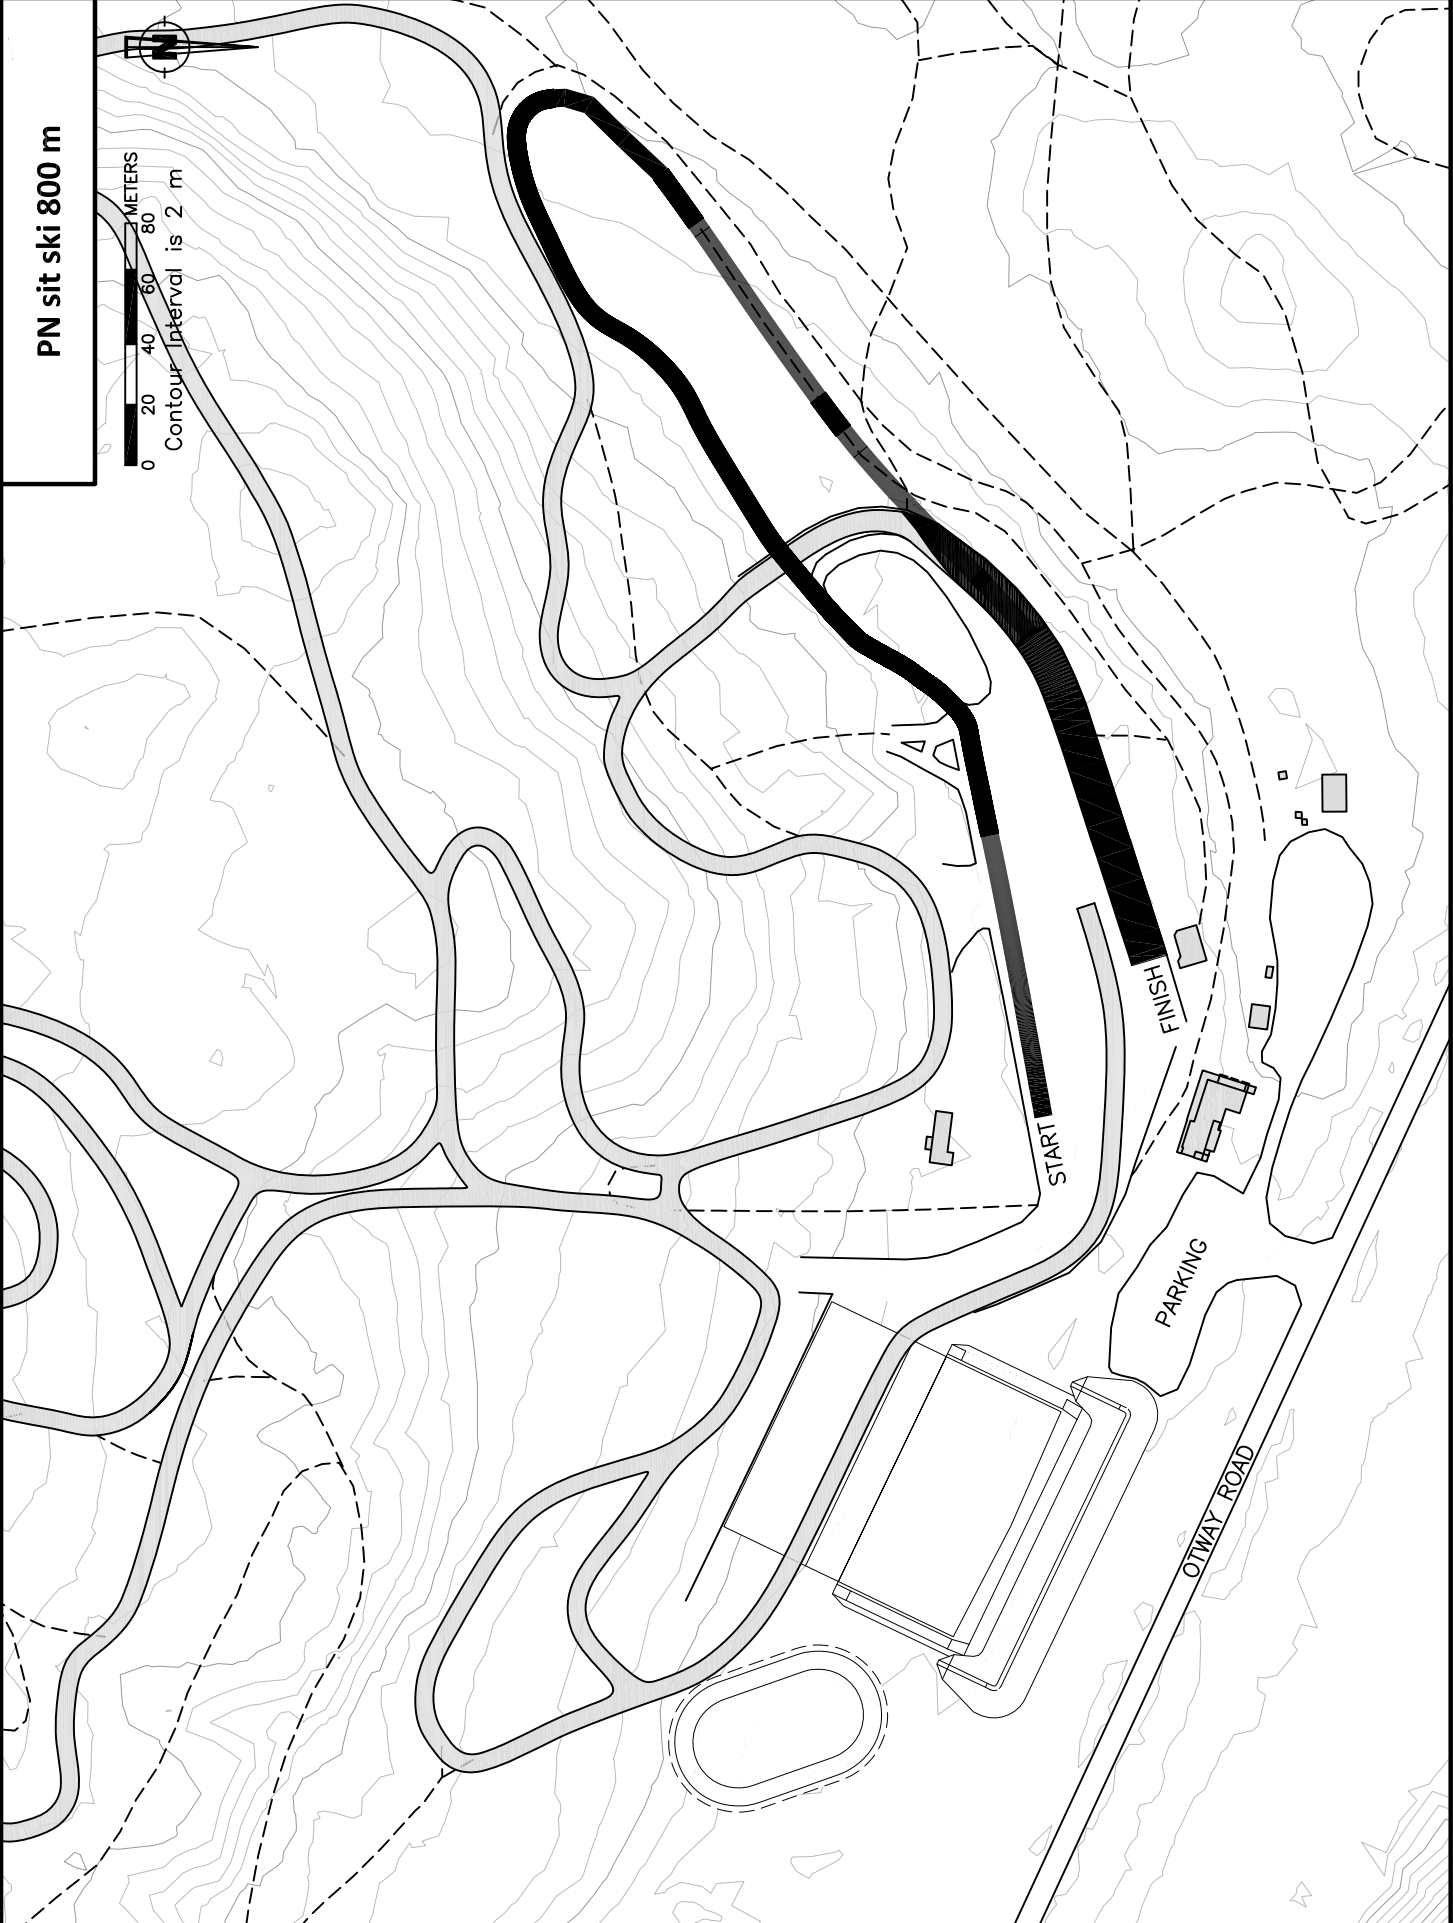 PN sit ski 800 m
N
0 20 40 60 80 METERS
Contour Interval is 2 m
FINISH
START
PARKING
OTWAY ROAD